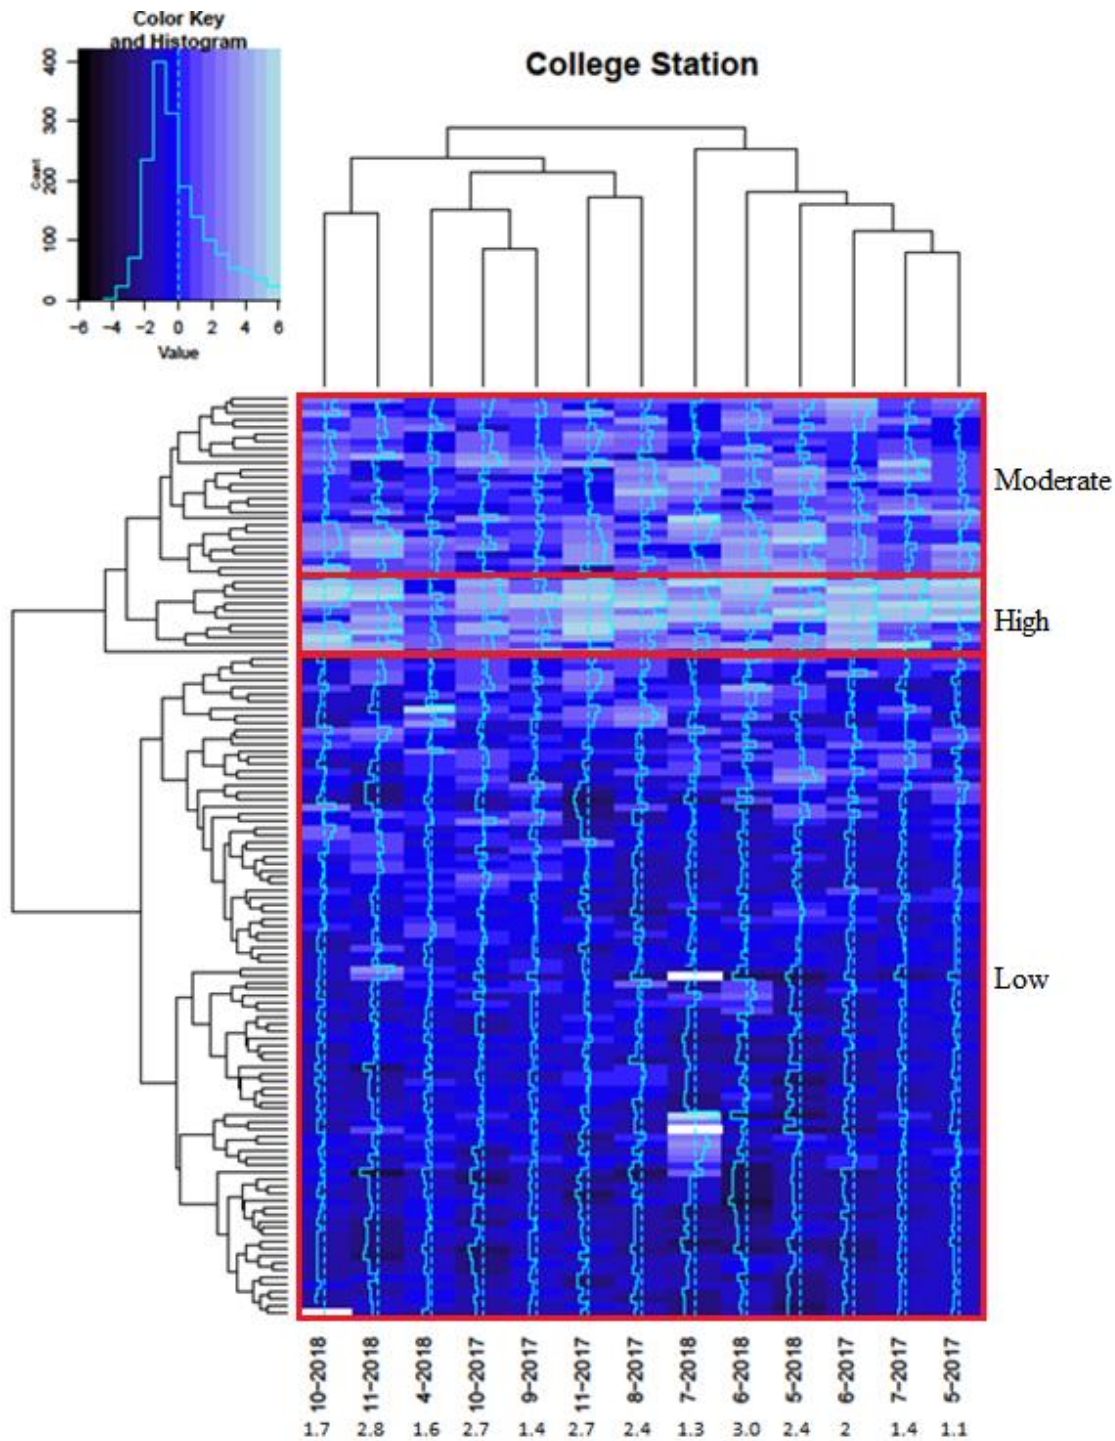 Color Key
and Histogram
College Station
Count
400
300
200
100
0
−6 −4 −2 0 2 4 6
Value
Moderate
High
Low
10−2018 11−2018 4−2018 10−2017 9−2017 11−2017 8−2017 7−2018 6−2018 5−2018 6−2017 7−2017 5−2017
1.7 2.8 1.6 2.7 1.4 2.7 2.4 1.3 3.0 2.4 2 1.4 1.1